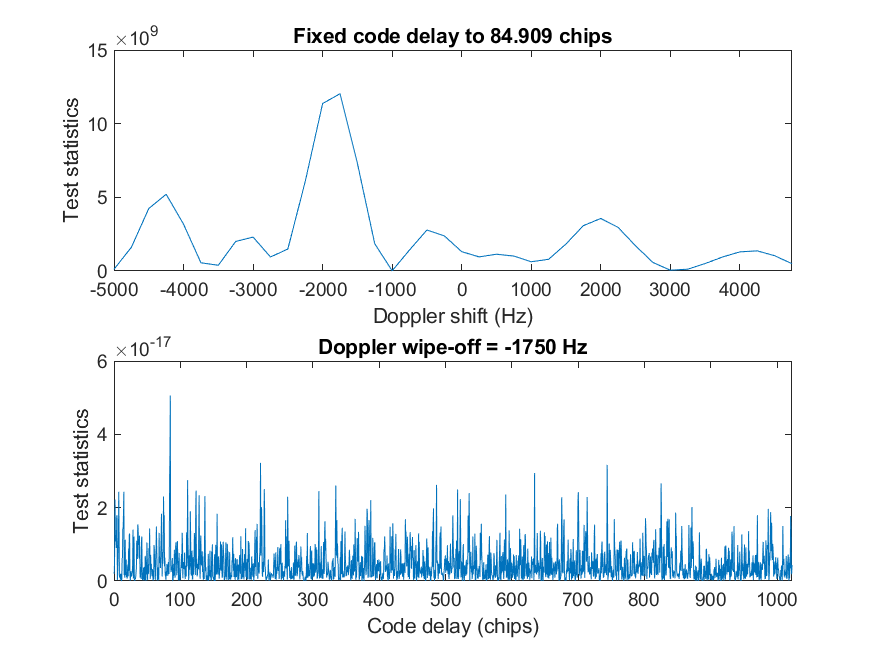 Fixed code delay to 84.909 chips
×10^9
15
10
5
0
Test statistics
-5000 -4000 -3000 -2000 -1000 0 1000 2000 3000 4000
Doppler shift (Hz)
Doppler wipe-off = -1750 Hz
×10^-17
6
4
2
0
Test statistics
0 100 200 300 400 500 600 700 800 900 1000
Code delay (chips)